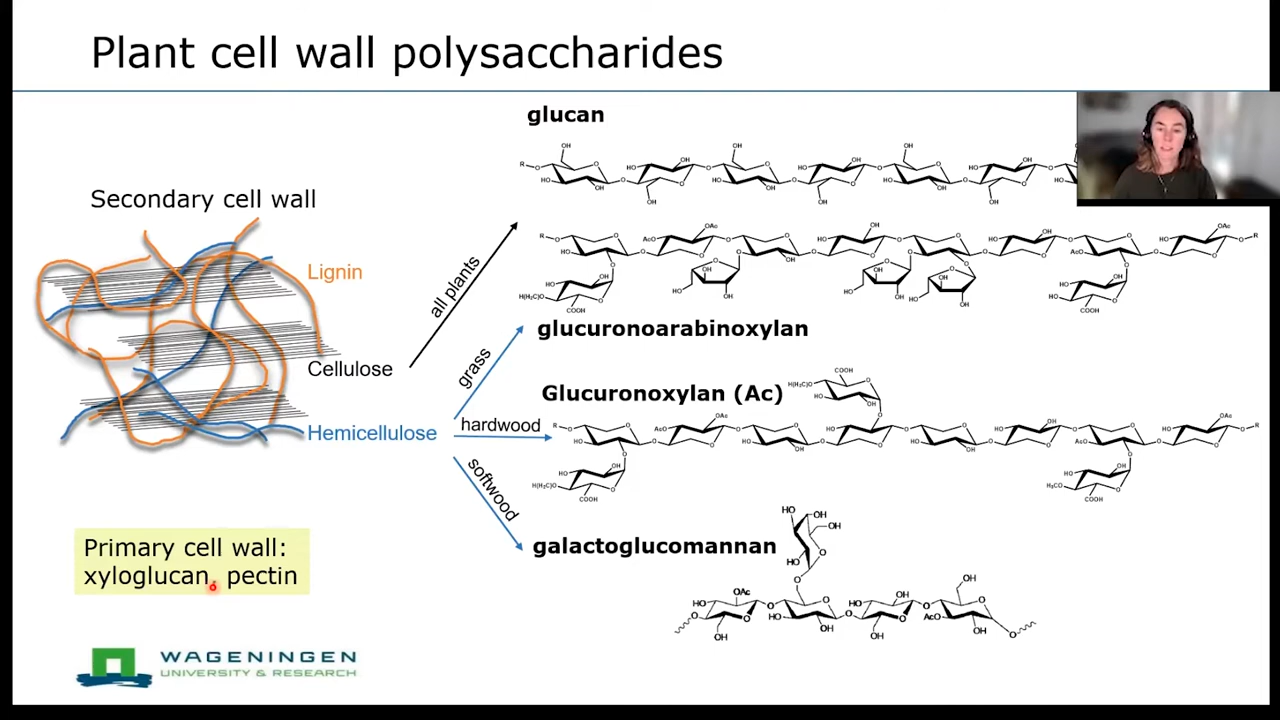 Plant cell wall polysaccharides
glucan
Secondary cell wall
Lignin
Cellulose
Hemicellulose
all plants
grass
hardwood
softwood
glucuronoarabinoxylan
Glucuronoxylan (Ac)
galactoglucomannan
Primary cell wall:
xyloglucan, pectin
WAGENINGEN
UNIVERSITY & RESEARCH